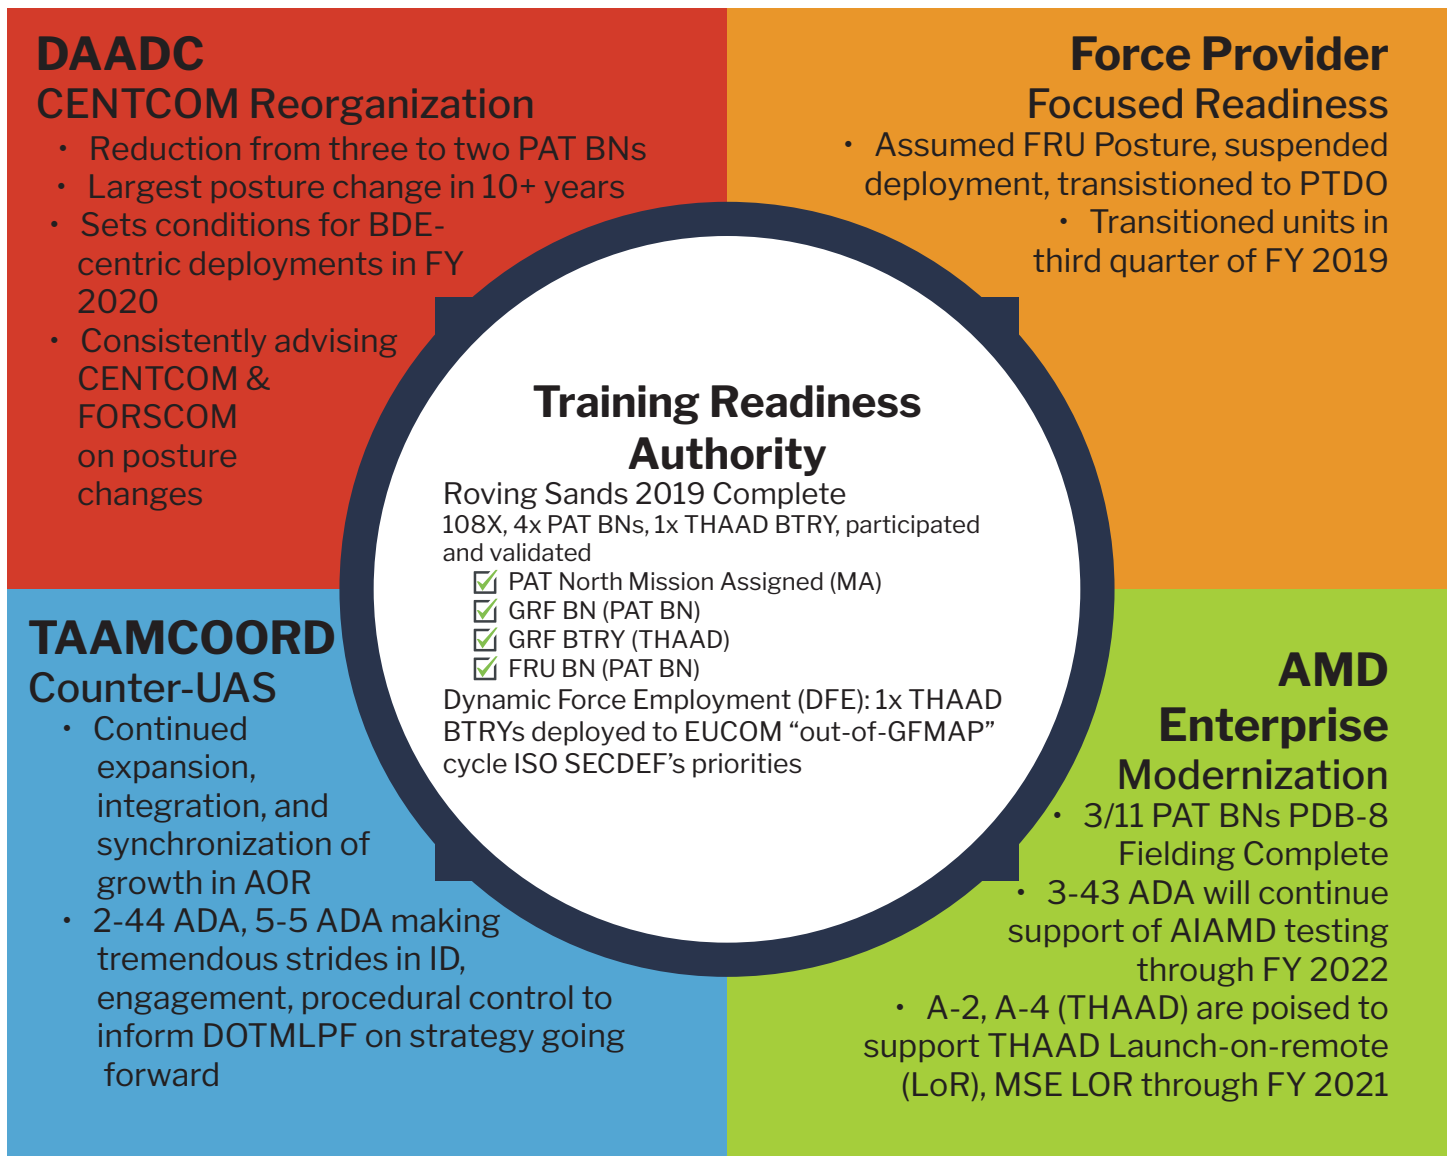 DAADC
CENTCOM Reorganization
• Reduction from three to two PAT BNs
• Largest posture change in 10+ years
• Sets conditions for BDE-
centric deployments in FY
2020
• Consistently advising
CENTCOM &
FORSCOM
on posture
changes
Force Provider
Focused Readiness
• Assumed FRU Posture, suspended
deployment, transistioned to PTDO
• Transitioned units in
third quarter of FY 2019
Training Readiness
Authority
Roving Sands 2019 Complete
108X, 4x PAT BNs, 1x THAAD BTRY, participated
and validated
PAT North Mission Assigned (MA)
GRF BN (PAT BN)
GRF BTRY (THAAD)
FRU BN (PAT BN)
Dynamic Force Employment (DFE): 1x THAAD
BTRYs deployed to EUCOM “out-of-GFMAP”
cycle ISO SECDEF’s priorities
TAAMCOORD
Counter-UAS
• Continued
expansion,
integration, and
synchronization of
growth in AOR
• 2-44 ADA, 5-5 ADA making
tremendous strides in ID,
engagement, procedural control to
inform DOTMLPF on strategy going
forward
AMD
Enterprise
Modernization
• 3/11 PAT BNs PDB-8
Fielding Complete
• 3-43 ADA will continue
support of AIAMD testing
through FY 2022
• A-2, A-4 (THAAD) are poised to
support THAAD Launch-on-remote
(LoR), MSE LOR through FY 2021